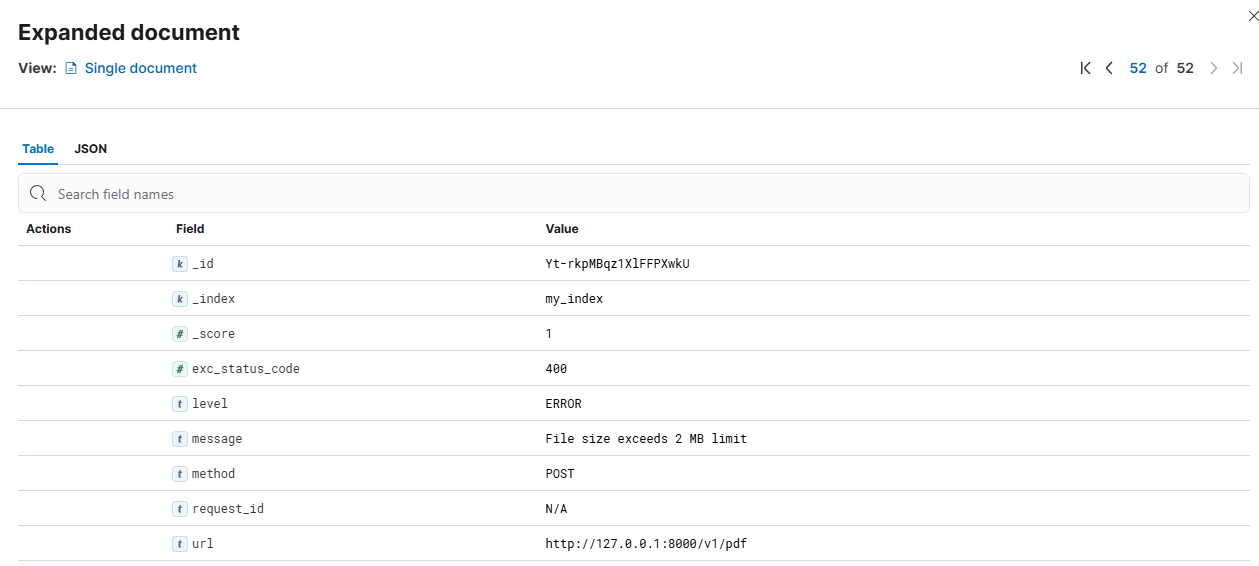 Expanded document
View: Single document
52 of 52
Table JSON
Search field names
Actions Field Value
k _id Yt-rkpMBqz1XlFFPXwkU
k _index my_index
# _score 1
# exc_status_code 400
t level ERROR
t message File size exceeds 2 MB limit
t method POST
t request_id N/A
t url http://127.0.0.1:8000/v1/pdf